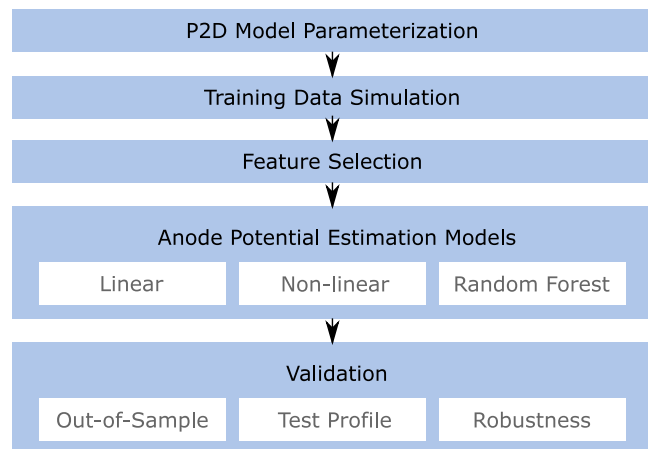 P2D Model Parameterization
Training Data Simulation
Feature Selection
Anode Potential Estimation Models
Linear Non-linear Random Forest
Validation
Out-of-Sample Test Profile Robustness